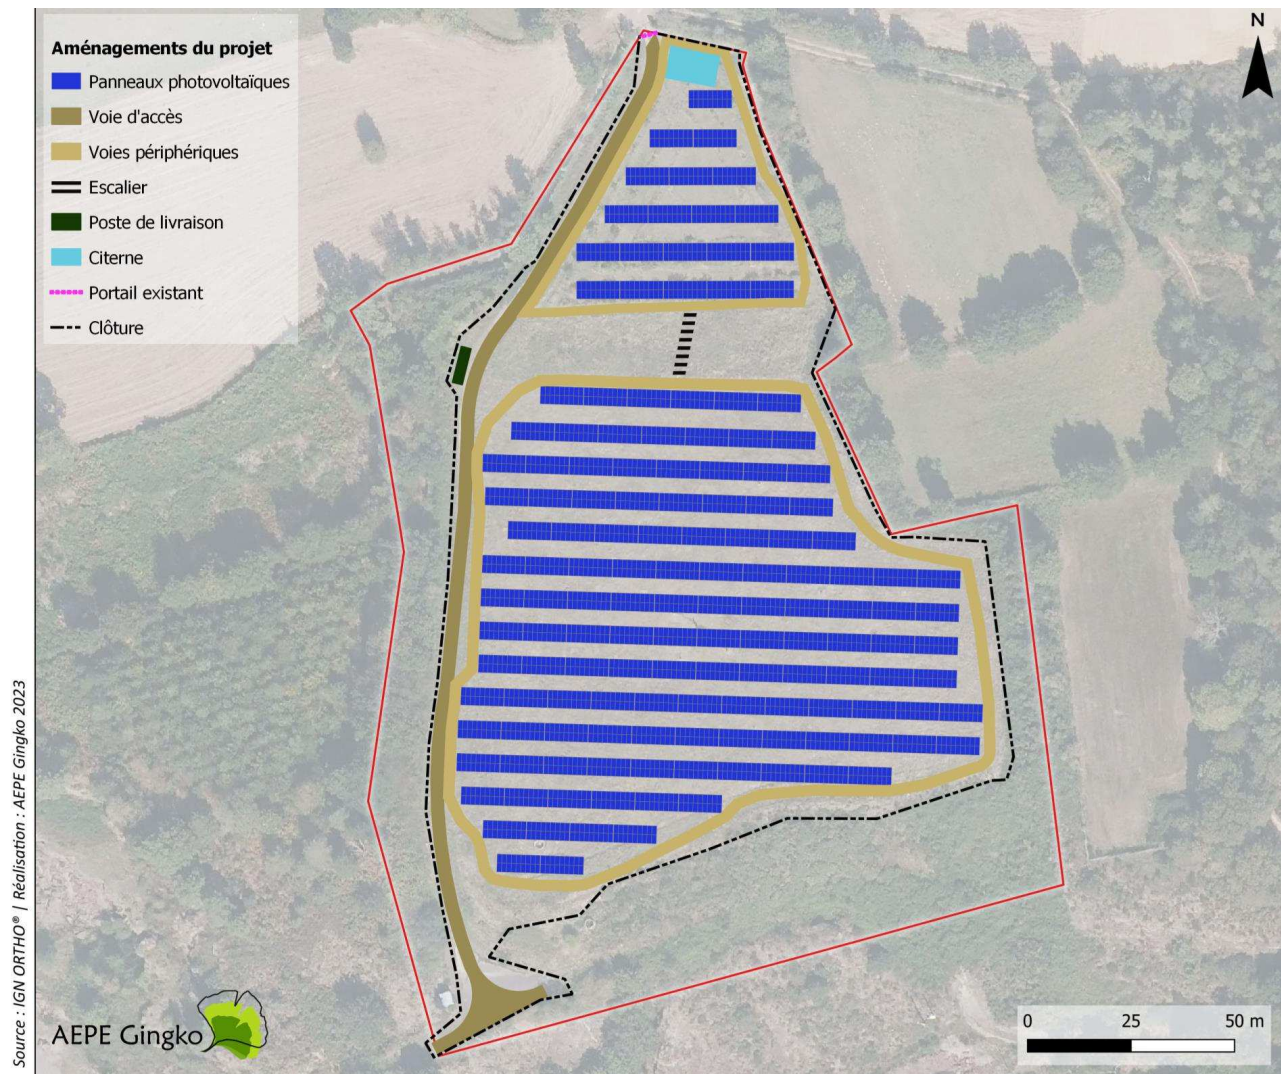 Aménagements du projet
Panneaux photovoltaïques
Voie d'accès
Voies périphériques
Escalier
Poste de livraison
Citerne
Portail existant
Clôture
N
Source : IGN ORTHO® | Réalisation : AEPE Gingko 2023
AEPE Gingko
0 25 50 m